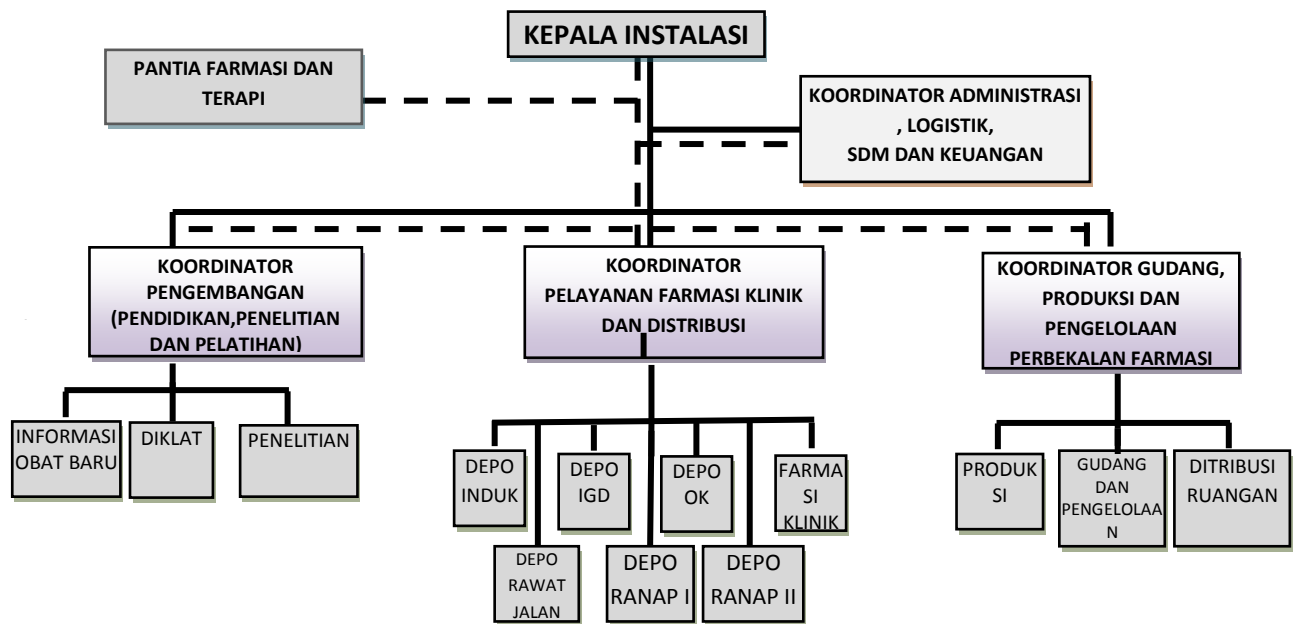 KEPALA INSTALASI
PANTIA FARMASI DAN
TERAPI
KOORDINATOR ADMINISTRASI
, LOGISTIK,
SDM DAN KEUANGAN
KOORDINATOR
PENGEMBANGAN
(PENDIDIKAN,PENELITIAN
DAN PELATIHAN)
KOORDINATOR
PELAYANAN FARMASI KLINIK
DAN DISTRIBUSI
KOORDINATOR GUDANG,
PRODUKSI DAN
PENGELOLAAN
PERBEKALAN FARMASI
INFORMASI
OBAT BARU
DIKLAT
PENELITIAN
DEPO
INDUK
DEPO
IGD
DEPO
OK
FARMA
SI
KLINIK
PRODUK
SI
GUDANG
DAN
PENGELOLAA
N
DITRIBUSI
RUANGAN
DEPO
RAWAT
JALAN
DEPO
RANAP I
DEPO
RANAP II